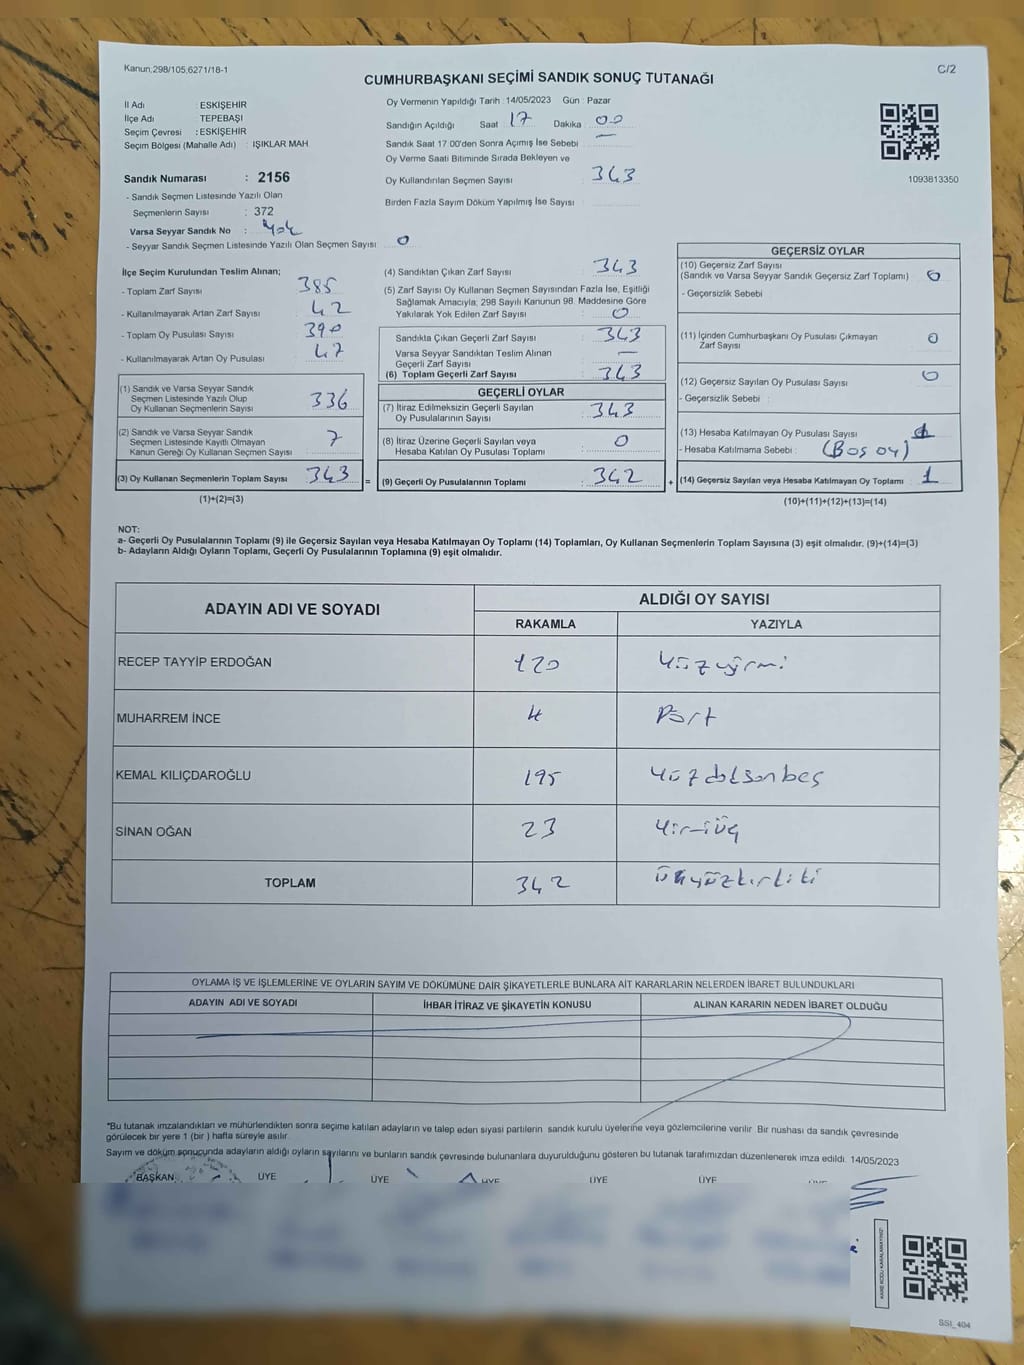 Kanun;298/105;6271/18-1
C/2
CUMHURBAŞKANI SEÇİMİ SANDIK SONUÇ TUTANAĞI
İl Adı : ESKİŞEHİR
İlçe Adı TEPEBAŞI
Seçim Çevresi : ESKİŞEHİR
Seçim Bölgesi (Mahalle Adı) : IŞIKLAR MAH
Oy Vermenin Yapıldığı Tarih : 14/05/2023 Gün : Pazar
Sandığın Açıldığı Saat 17 Dakika 00
Sandık Saat 17 00'den Sonra Açımış İse Sebebi —
Oy Verme Saati Bitiminde Sırada Bekleyen ve
Oy Kullandırılan Seçmen Sayısı 343
Birden Fazla Sayım Döküm Yapılmış İse Sayısı
1093813350
Sandık Numarası : 2156
- Sandık Seçmen Listesinde Yazılı Olan
Seçmenlerin Sayısı : 372
Varsa Seyyar Sandık No : yok
- Seyyar Sandık Seçmen Listesinde Yazılı Olan Seçmen Sayısı 0
İlçe Seçim Kurulundan Teslim Alınan;
- Toplam Zarf Sayısı 385
- Kullanılmayarak Artan Zarf Sayısı 42
- Toplam Oy Pusulası Sayısı 390
- Kullanılmayarak Artan Oy Pusulası 47
(1) Sandık ve Varsa Seyyar Sandık
Seçmen Listesinde Yazılı Olup
Oy Kullanan Seçmenlerin Sayısı 336
(2) Sandık ve Varsa Seyyar Sandık
Seçmen Listesinde Kayıtlı Olmayan
Kanun Gereği Oy Kullanan Seçmen Sayısı 7
(3) Oy Kullanan Seçmenlerin Toplam Sayısı 343 =
(1)+(2)=(3)
(4) Sandıktan Çıkan Zarf Sayısı 343
(5) Zarf Sayısı Oy Kullanan Seçmen Sayısından Fazla İse, Eşitliği
Sağlamak Amacıyla; 298 Sayılı Kanunun 98. Maddesine Göre
Yakılarak Yok Edilen Zarf Sayısı : 0
Sandıkta Çıkan Geçerli Zarf Sayısı : 343
Varsa Seyyar Sandıktan Teslim Alınan
Geçerli Zarf Sayısı —
(6) Toplam Geçerli Zarf Sayısı : 343
GEÇERLİ OYLAR
(7) İtiraz Edilmeksizin Geçerli Sayılan
Oy Pusulalarının Sayısı 343
(8) İtiraz Üzerine Geçerli Sayılan veya
Hesaba Katılan Oy Pusulası Toplamı 0
(9) Geçerli Oy Pusulalarının Toplamı : 342 +
GEÇERSİZ OYLAR
(10) Geçersiz Zarf Sayısı
(Sandık ve Varsa Seyyar Sandık Geçersiz Zarf Toplamı) 0
- Geçersizlik Sebebi
(11) İçinden Cumhurbaşkanı Oy Pusulası Çıkmayan
Zarf Sayısı 0
(12) Geçersiz Sayılan Oy Pusulası Sayısı 0
- Geçersizlik Sebebi :
(13) Hesaba Katılmayan Oy Pusulası Sayısı
- Hesaba Katılmama Sebebi : (Boş oy)
(14) Geçersiz Sayılan veya Hesaba Katılmayan Oy Toplamı 1
(10)+(11)+(12)+(13)=(14)
NOT:
a- Geçerli Oy Pusulalarının Toplamı (9) ile Geçersiz Sayılan veya Hesaba Katılmayan Oy Toplamı (14) Toplamları, Oy Kullanan Seçmenlerin Toplam Sayısına (3) eşit olmalıdır. (9)+(14)=(3)
b- Adayların Aldığı Oyların Toplamı, Geçerli Oy Pusulalarının Toplamına (9) eşit olmalıdır.
ADAYIN ADI VE SOYADI
ALDIĞI OY SAYISI
RAKAMLA YAZIYLA
RECEP TAYYİP ERDOĞAN 120 yüzyirmi
MUHARREM İNCE 4 Dört
KEMAL KILIÇDAROĞLU 195 yüzdoksanbeş
SİNAN OĞAN 23 yirmiüç
TOPLAM 342 üçyüzkırkiki
OYLAMA İŞ VE İŞLEMLERİNE VE OYLARIN SAYIM VE DÖKÜMÜNE DAİR ŞİKAYETLERLE BUNLARA AİT KARARLARIN NELERDEN İBARET BULUNDUKLARI
ADAYIN ADI VE SOYADI İHBAR İTİRAZ VE ŞİKAYETİN KONUSU ALINAN KARARIN NEDEN İBARET OLDUĞU
*Bu tutanak imzalandıktan ve mühürlendikten sonra seçime katılan adayların ve talep eden siyasi partilerin sandık kurulu üyelerine veya gözlemcilerine verilir. Bir nushası da sandık çevresinde
görülecek bir yere 1 (bir ) hafta süreyle asılır.
Sayım ve döküm sonucunda adayların aldığı oyların sayılarını ve bunların sandık çevresinde bulunanlara duyurulduğunu gösteren bu tutanak tarafımızdan düzenlenerek imza edildi. 14/05/2023
BAŞKAN ÜYE ÜYE ÜYE ÜYE ÜYE
KARE KODU KARALAMAYINIZ!
SSI_404